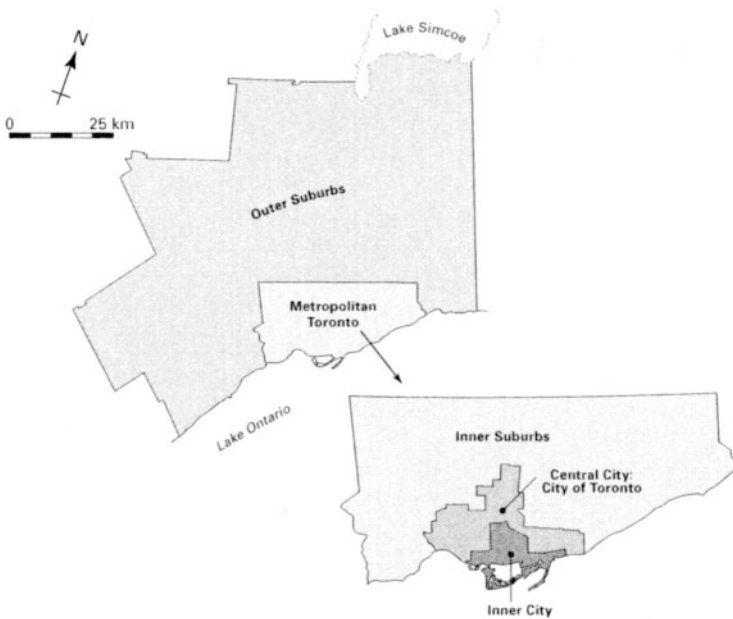 Lake Simcoe
N
0 25 km
Outer Suburbs
Metropolitan
Toronto
Lake Ontario
Inner Suburbs
Central City:
City of Toronto
Inner City